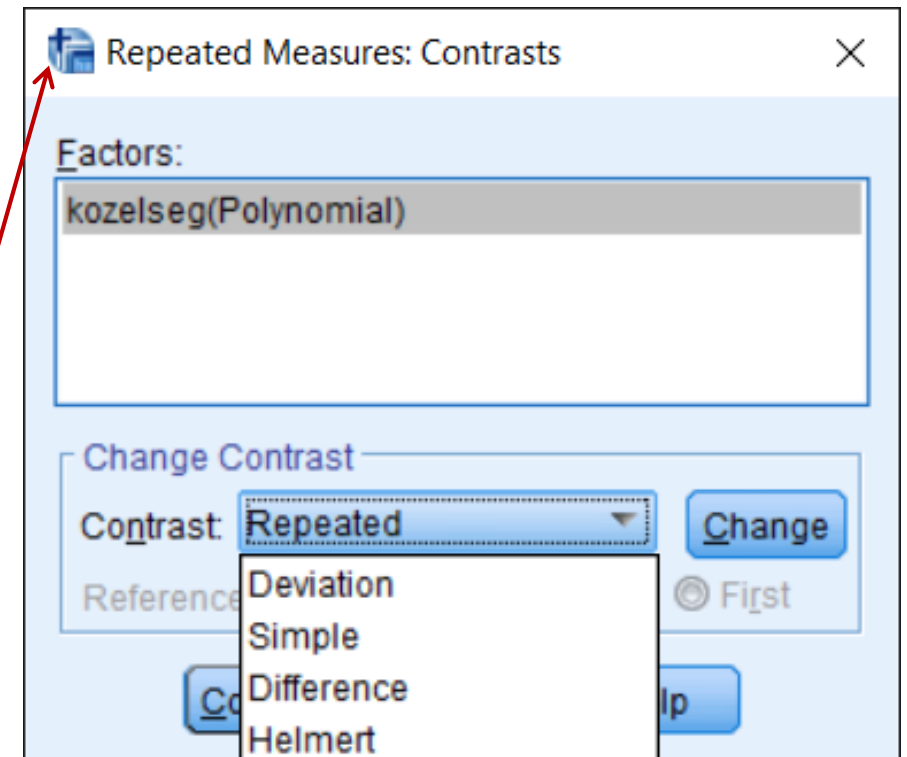 Repeated Measures: Contrasts
Factors:
kozelseg(Polynomial)
Change Contrast
Contrast: Repeated Change
Reference First
Deviation
Simple
Difference
Helmert